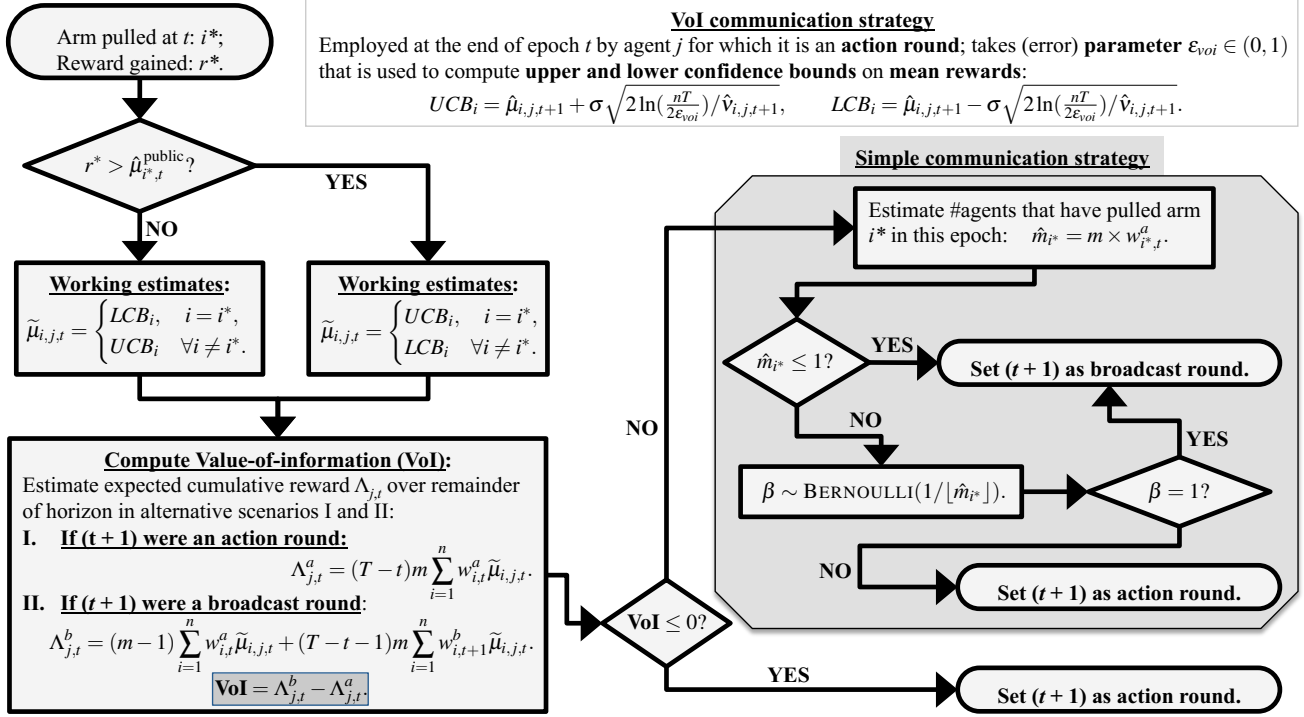 Arm pulled at t: i*;
Reward gained: r*.
VoI communication strategy
Employed at the end of epoch t by agent j for which it is an action round; takes (error) parameter ε_voi ∈ (0, 1)
that is used to compute upper and lower confidence bounds on mean rewards:
UCB_i = μ̂_{i,j,t+1} + σ√(2 ln(nT/2ε_voi)/ν̂_{i,j,t+1}), LCB_i = μ̂_{i,j,t+1} − σ√(2 ln(nT/2ε_voi)/ν̂_{i,j,t+1}).
r* > μ̂^public_{i*,t}?
YES
NO
Working estimates:
μ̃_{i,j,t} = { LCB_i, i = i*,
UCB_i ∀i ≠ i*.
Working estimates:
μ̃_{i,j,t} = { UCB_i, i = i*,
LCB_i ∀i ≠ i*.
Compute Value-of-information (VoI):
Estimate expected cumulative reward Λ_{j,t} over remainder
of horizon in alternative scenarios I and II:
I. If (t + 1) were an action round:
Λ^a_{j,t} = (T − t)m ∑_{i=1}^{n} w^a_{i,t} μ̃_{i,j,t}.
II. If (t + 1) were a broadcast round:
Λ^b_{j,t} = (m − 1) ∑_{i=1}^{n} w^a_{i,t} μ̃_{i,j,t} + (T − t − 1)m ∑_{i=1}^{n} w^b_{i,t+1} μ̃_{i,j,t}.
VoI = Λ^b_{j,t} − Λ^a_{j,t}.
VoI ≤ 0?
NO
YES
Set (t + 1) as action round.
Simple communication strategy
Estimate #agents that have pulled arm
i* in this epoch: m̂_{i*} = m × w^a_{i*,t}.
m̂_{i*} ≤ 1?
YES
Set (t + 1) as broadcast round.
NO
β ∼ BERNOULLI(1/⌊m̂_{i*}⌋).
β = 1?
YES
NO
Set (t + 1) as action round.